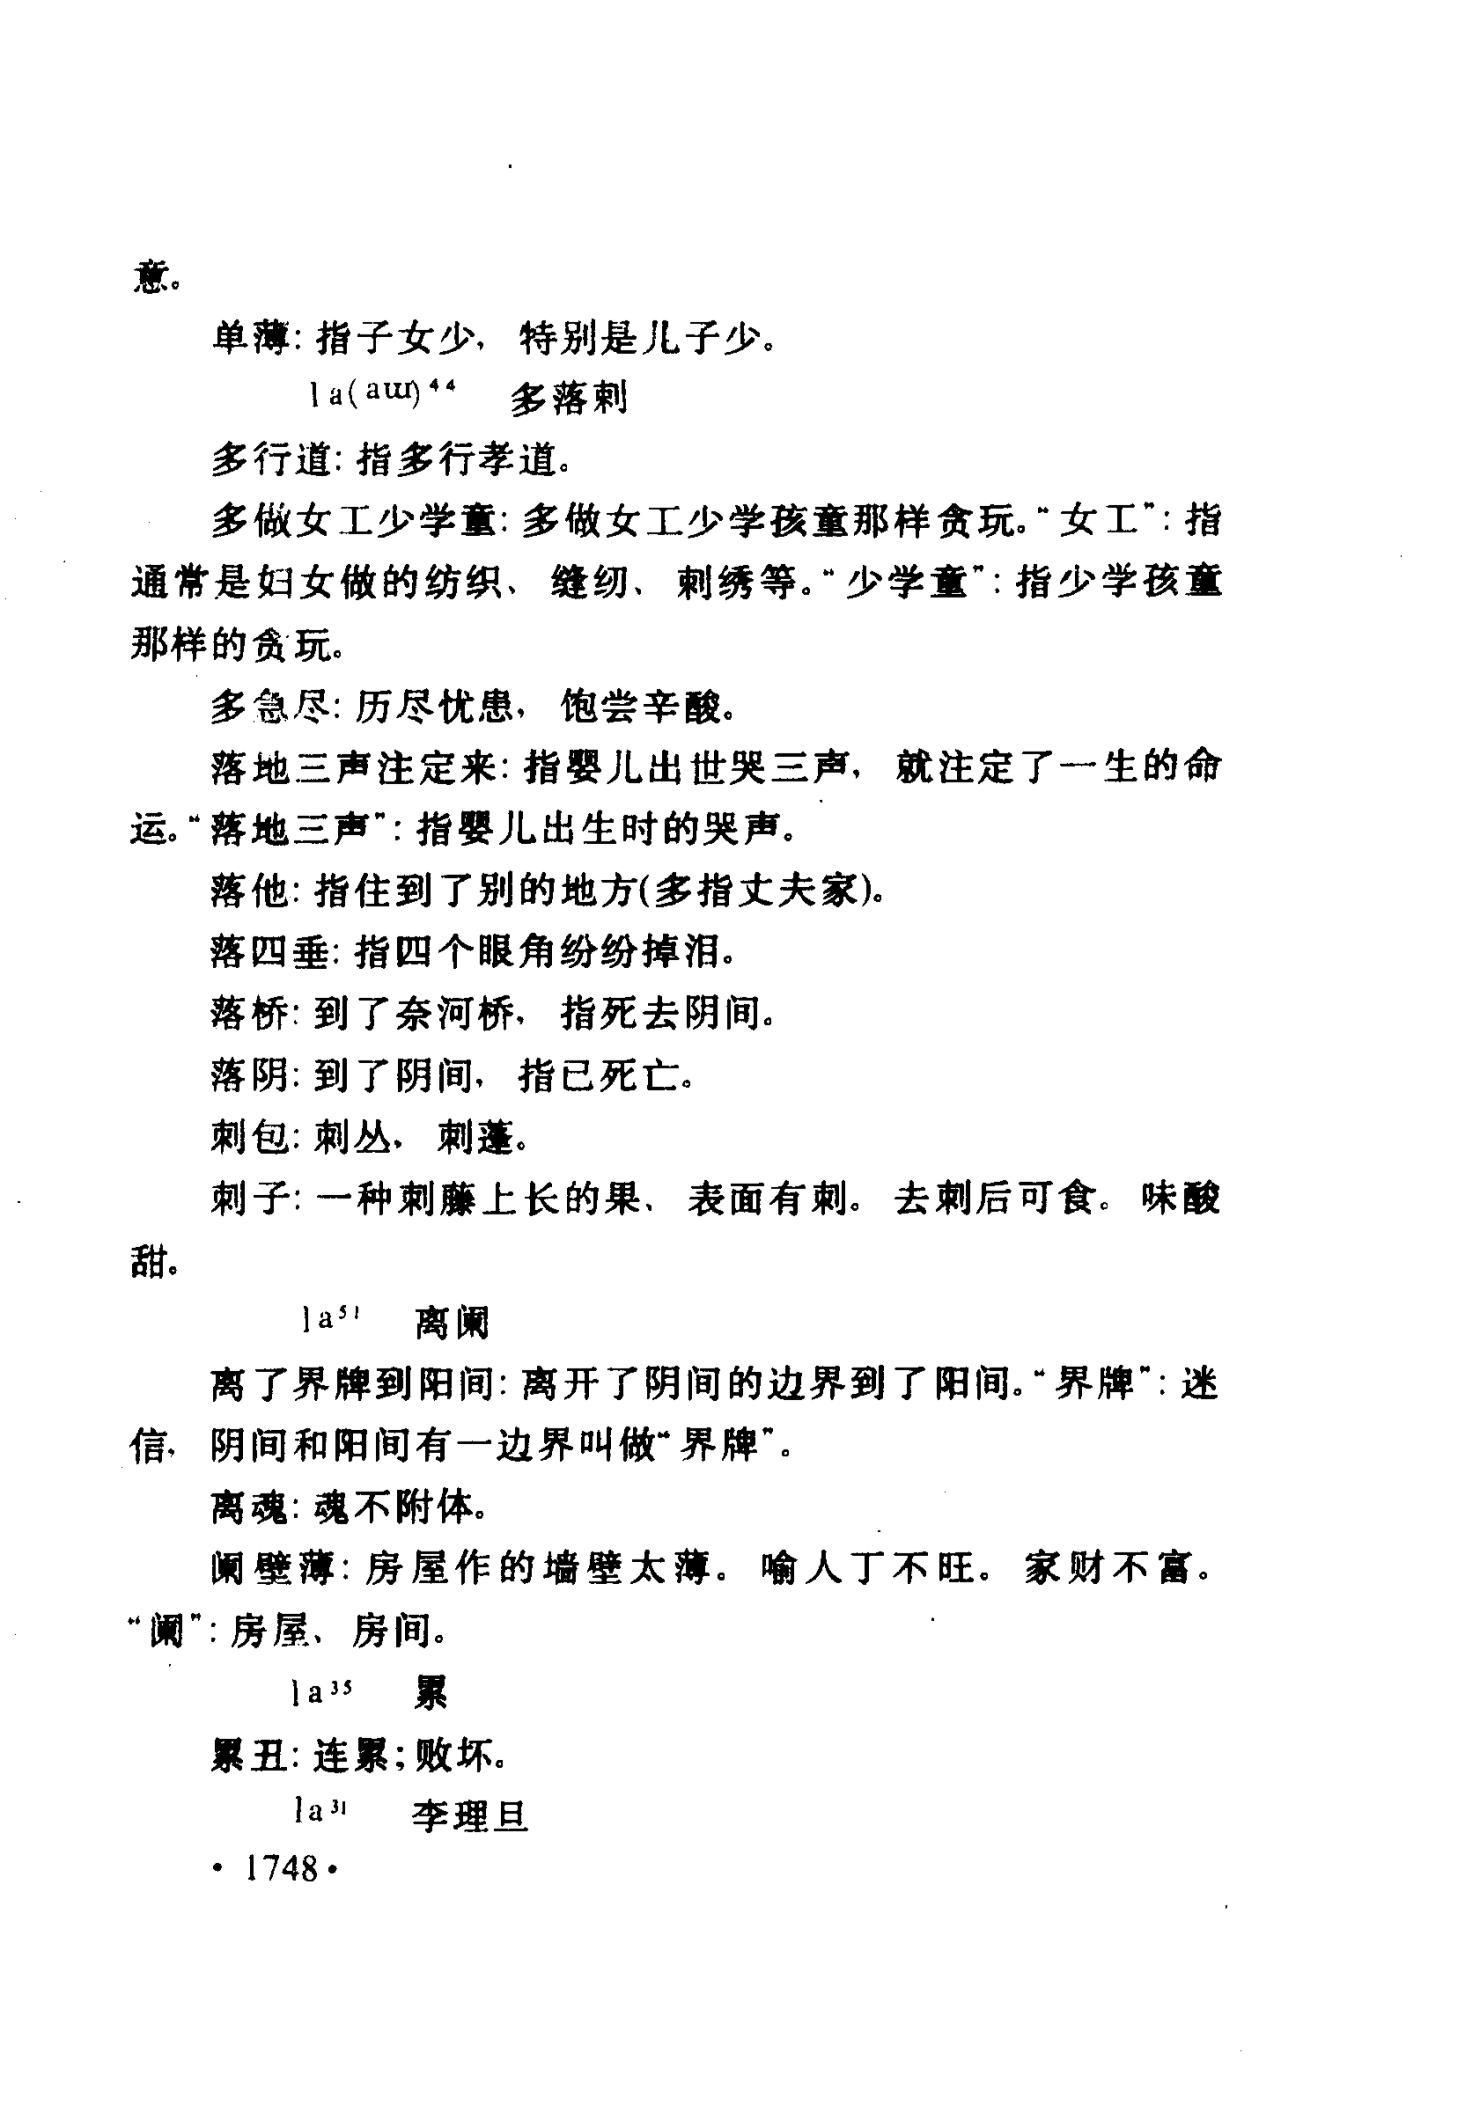 意。
单薄：指子女少，特别是儿子少。
la(aɯ)⁴⁴ 多落刺
多行道：指多行孝道。
多做女工少学童：多做女工少学孩童那样贪玩。“女工”：指
通常是妇女做的纺织、缝纫、刺绣等。“少学童”：指少学孩童
那样的贪玩。
多急尽：历尽忧患，饱尝辛酸。
落地三声注定来：指婴儿出世哭三声，就注定了一生的命
运。“落地三声”：指婴儿出生时的哭声。
落他：指住到了别的地方(多指丈夫家)。
落四垂：指四个眼角纷纷掉泪。
落桥：到了奈河桥，指死去阴间。
落阴：到了阴间，指已死亡。
刺包：刺丛，刺蓬。
刺子：一种刺藤上长的果、表面有刺。去刺后可食。味酸
甜。
la⁵¹ 离阑
离了界牌到阳间：离开了阴间的边界到了阳间。“界牌”：迷
信，阴间和阳间有一边界叫做“界牌”。
离魂：魂不附体。
阑壁薄：房屋作的墙壁太薄。喻人丁不旺。家财不富。
“阑”：房屋、房间。
la³⁵ 累
累丑：连累；败坏。
la³¹ 李理旦
·1748·